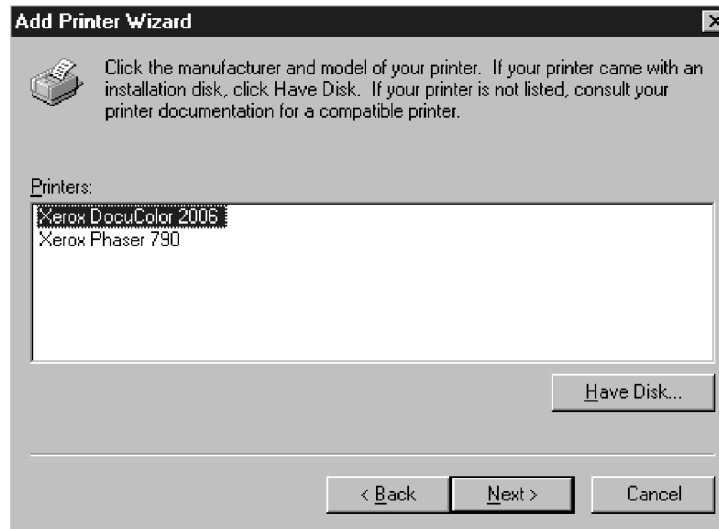 Add Printer Wizard
Click the manufacturer and model of your printer. If your printer came with an
installation disk, click Have Disk. If your printer is not listed, consult your
printer documentation for a compatible printer.
Printers:
Xerox DocuColor 2006
Xerox Phaser 790
Have Disk...
< Back
Next >
Cancel